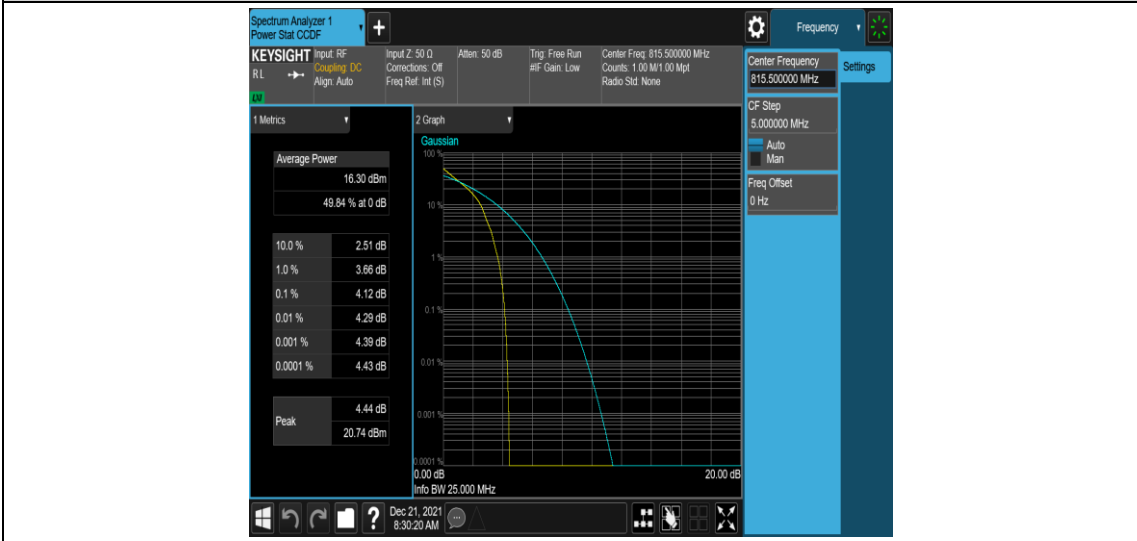 Spectrum Analyzer 1
Power Stat CCDF
+
Frequency
KEYSIGHT
RL
Input: RF
Coupling: DC
Align: Auto
Input Z: 50 Ω
Corrections: Off
Freq Ref: Int (S)
Atten: 50 dB
Trig: Free Run
#IF Gain: Low
Center Freq: 815.500000 MHz
Counts: 1.00 M/1.00 Mpt
Radio Std: None
Center Frequency
815.500000 MHz
Settings
CF Step
5.000000 MHz
Auto
Man
Freq Offset
0 Hz
1 Metrics
Average Power
16.30 dBm
49.84 % at 0 dB
10.0 % 2.51 dB
1.0 % 3.66 dB
0.1 % 4.12 dB
0.01 % 4.29 dB
0.001 % 4.39 dB
0.0001 % 4.43 dB
Peak
4.44 dB
20.74 dBm
2 Graph
Gaussian
100 %
10 %
1 %
0.1 %
0.01 %
0.001 %
0.0001 %
0.00 dB 20.00 dB
Info BW 25.000 MHz
?
Dec 21, 2021
8:30:20 AM